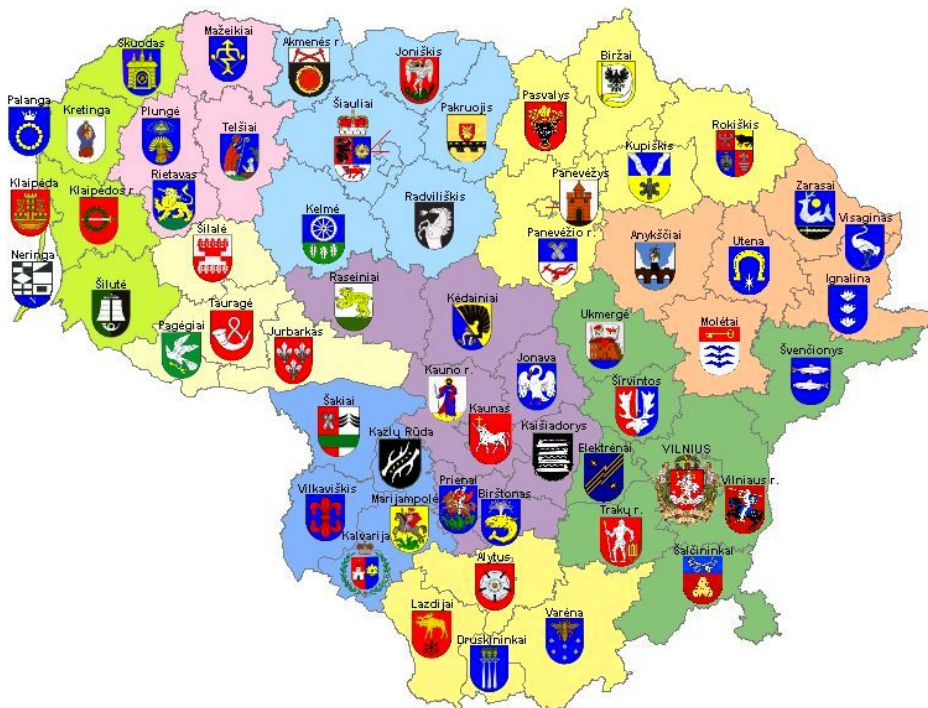 Skuodas
Mažeikiai
Akmenės r.
Joniškis
Biržai
Palanga
Kretinga
Plungė
Telšiai
Šiauliai
Pakruojis
Pasvalys
Rokiškis
Kupiškis
Klaipėda
Klaipėdos r.
Rietavas
Kelmė
Radviliškis
Panevėžys
Panevėžio r.
Anykščiai
Utena
Zarasai
Visaginas
Ignalina
Neringa
Šilutė
Šilalė
Tauragė
Pagėgiai
Jurbarkas
Raseiniai
Kėdainiai
Ukmergė
Molėtai
Švenčionys
Kauno r.
Jonava
Širvintos
Šakiai
Kazlų Rūda
Kaunas
Kaišiadorys
Elektrėnai
VILNIUS
Vilniaus r.
Vilkaviškis
Marijampolė
Prienai
Birštonas
Trakų r.
Kalvarija
Alytus
Šalčininkai
Lazdijai
Druskininkai
Varėna